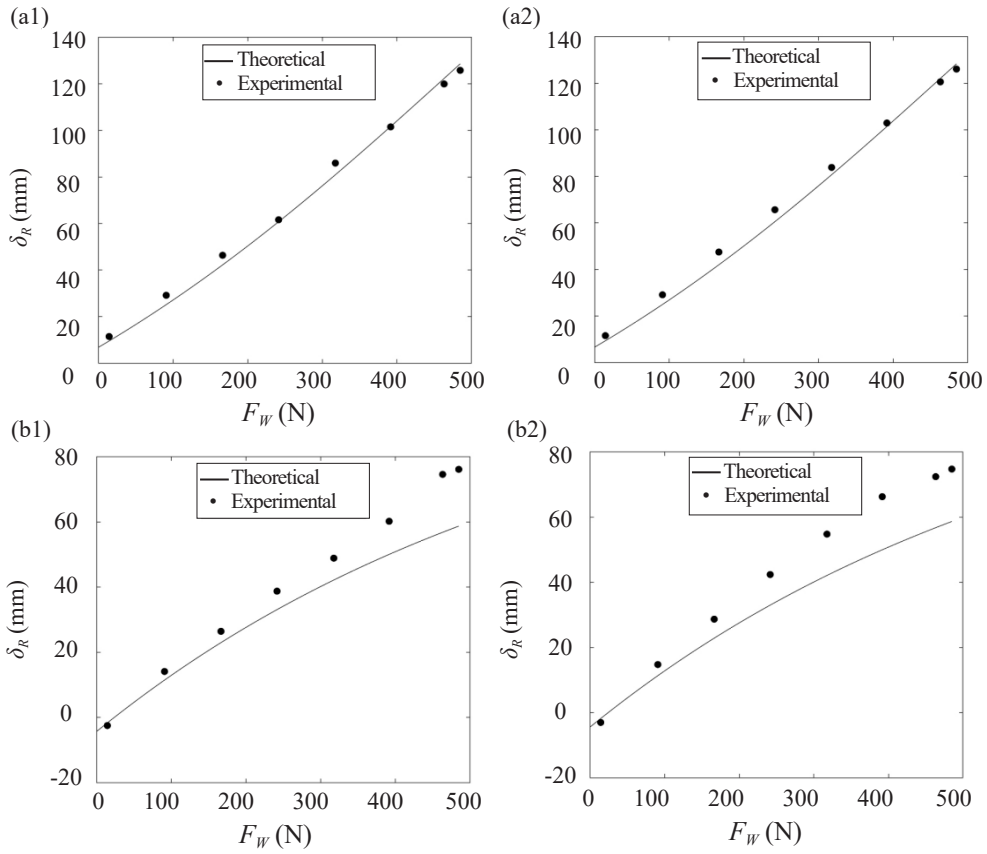 (a1)
140
120
100
80
60
40
20
0
δR (mm)
Theoretical
Experimental
0 100 200 300 400 500
FW (N)
(a2)
140
120
100
80
60
40
20
0
δR (mm)
Theoretical
Experimental
0 100 200 300 400 500
FW (N)
(b1)
80
60
40
20
0
-20
δR (mm)
Theoretical
Experimental
0 100 200 300 400 500
FW (N)
(b2)
80
60
40
20
0
-20
δR (mm)
Theoretical
Experimental
0 100 200 300 400 500
FW (N)